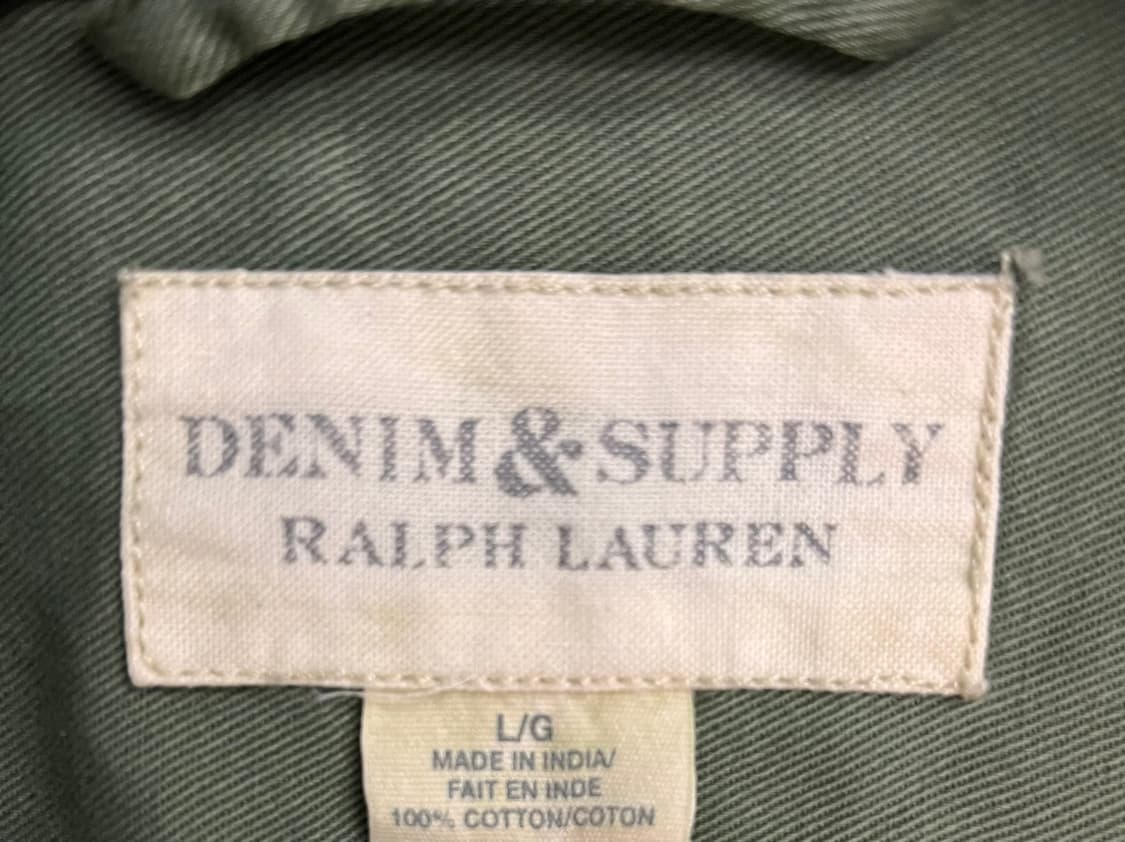 DENIM & SUPPLY
RALPH LAUREN
L/G
MADE IN INDIA/
FAIT EN INDE
100% COTTON/COTON